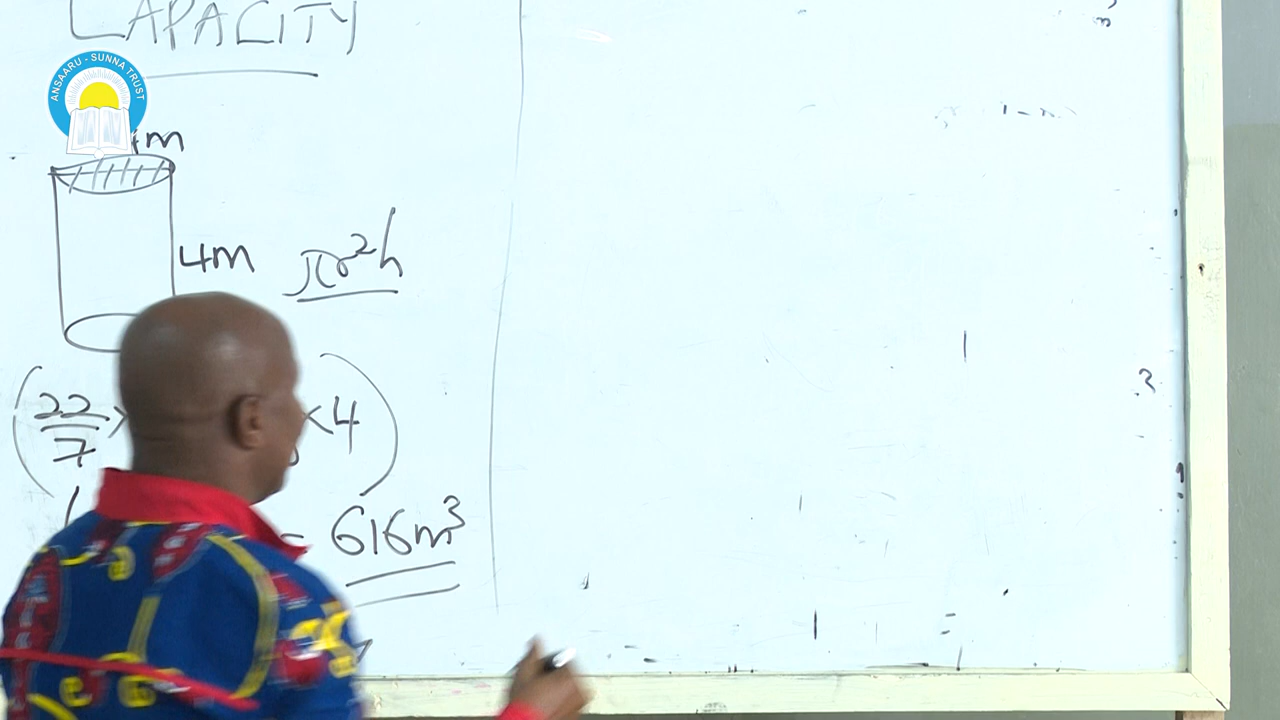 CAPACITY
ANSAARU - SUNNA TRUST
m
4m
πr²h
22
7
× 4
= 616m³